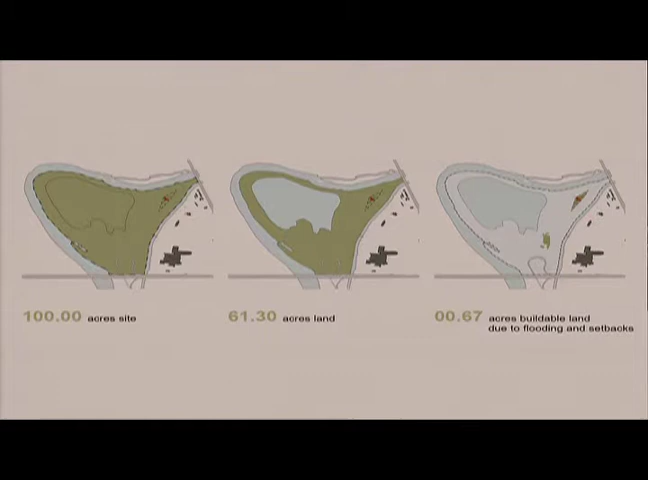 100.00 acres site
61.30 acres land
00.67 acres buildable land
due to flooding and setbacks